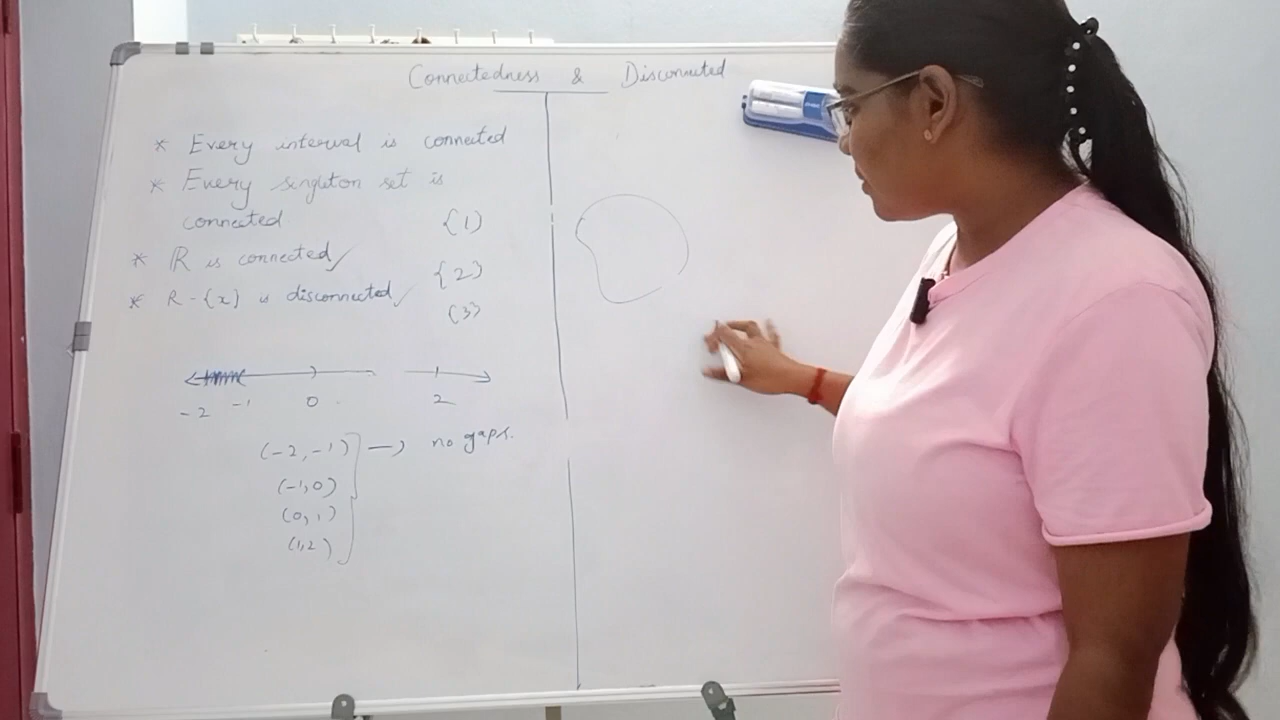 Connectedness & Disconnected
* Every interval is connected
* Every singleton set is
connected
{1}
* R is connected
{2}
* R - {x} is disconnected
{3}
-2 -1 0 2
(-2, -1) → no gaps.
(-1, 0)
(0, 1)
(1, 2)